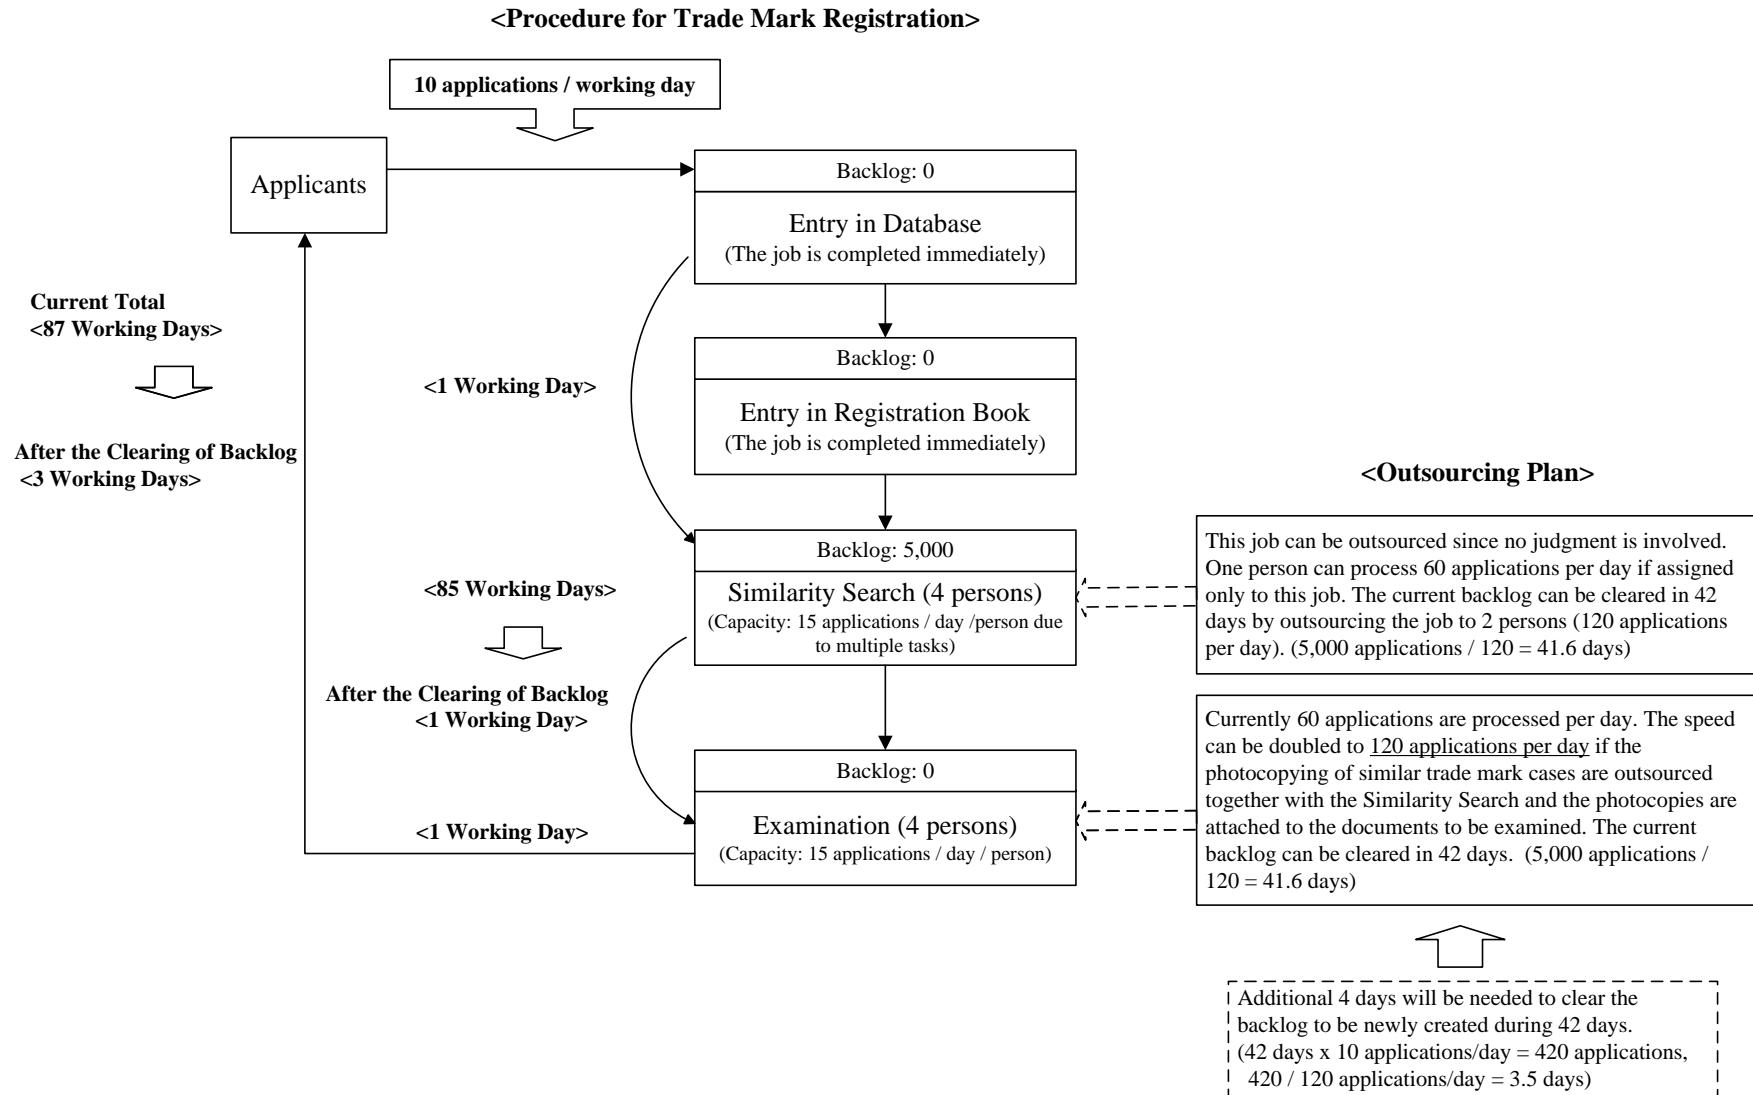 <Procedure for Trade Mark Registration>
10 applications / working day
Applicants
Backlog: 0
Entry in Database
(The job is completed immediately)
Current Total
<87 Working Days>
Backlog: 0
<1 Working Day>
Entry in Registration Book
(The job is completed immediately)
After the Clearing of Backlog
<3 Working Days>
<Outsourcing Plan>
Backlog: 5,000
<85 Working Days>
Similarity Search (4 persons)
(Capacity: 15 applications / day /person due
to multiple tasks)
This job can be outsourced since no judgment is involved.
One person can process 60 applications per day if assigned
only to this job. The current backlog can be cleared in 42
days by outsourcing the job to 2 persons (120 applications
per day). (5,000 applications / 120 = 41.6 days)
After the Clearing of Backlog
<1 Working Day>
Backlog: 0
<1 Working Day>
Examination (4 persons)
(Capacity: 15 applications / day / person)
Currently 60 applications are processed per day. The speed
can be doubled to 120 applications per day if the
photocopying of similar trade mark cases are outsourced
together with the Similarity Search and the photocopies are
attached to the documents to be examined. The current
backlog can be cleared in 42 days.  (5,000 applications /
120 = 41.6 days)
Additional 4 days will be needed to clear the
backlog to be newly created during 42 days.
(42 days x 10 applications/day = 420 applications,
420 / 120 applications/day = 3.5 days)